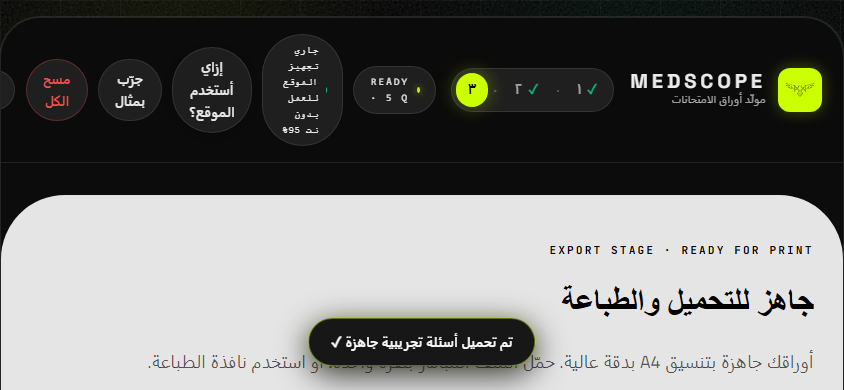 MEDSCOPE
مولّد أوراق الامتحانات
✓ ١ · ✓ ٢ · ٣
READY
· 5 Q
جاري
تجهيز
الموقع
للعمل
بدون
نت 95%
إزاي
أستخدم
الموقع؟
جرّب
بمثال
مسح
الكل
EXPORT STAGE · READY FOR PRINT
جاهز للتحميل والطباعة
أوراقك جاهزة بتنسيق A4 بدقة عالية. حمّل أو استخدم نافذة الطباعة.
تم تحميل أسئلة تجريبية جاهزة ✓